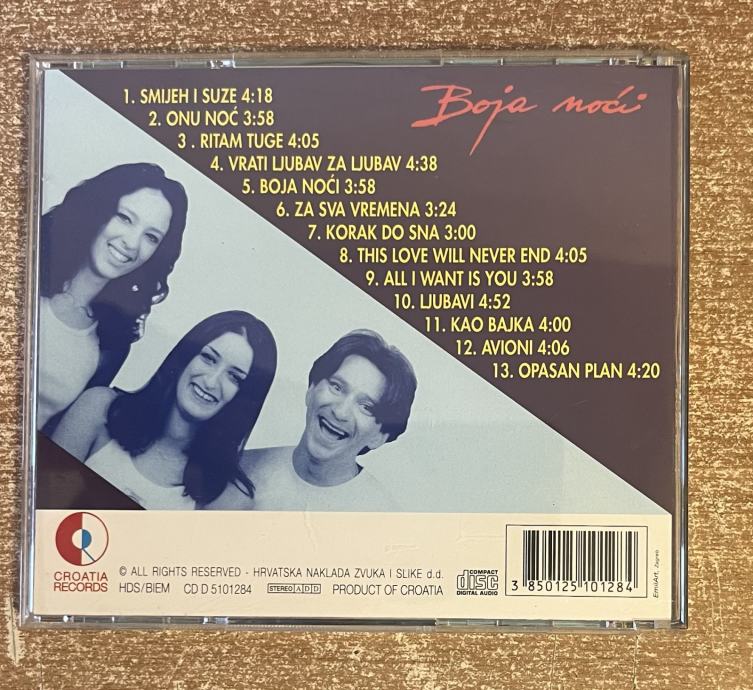 Boja noći
1. SMIJEH I SUZE 4:18
2. ONU NOĆ 3:58
3 . RITAM TUGE 4:05
4. VRATI LJUBAV ZA LJUBAV 4:38
5. BOJA NOĆI 3:58
6. ZA SVA VREMENA 3:24
7. KORAK DO SNA 3:00
8. THIS LOVE WILL NEVER END 4:05
9. ALL I WANT IS YOU 3:58
10. LJUBAVI 4:52
11. KAO BAJKA 4:00
12. AVIONI 4:06
13. OPASAN PLAN 4:20
CROATIA
RECORDS
© ALL RIGHTS RESERVED - HRVATSKA NAKLADA ZVUKA I SLIKE d.d.
HDS/BIEM CD D 5101284 STEREO A D D PRODUCT OF CROATIA
COMPACT
disc
DIGITAL AUDIO
3 850125 101284
EmilArt, Zagreb